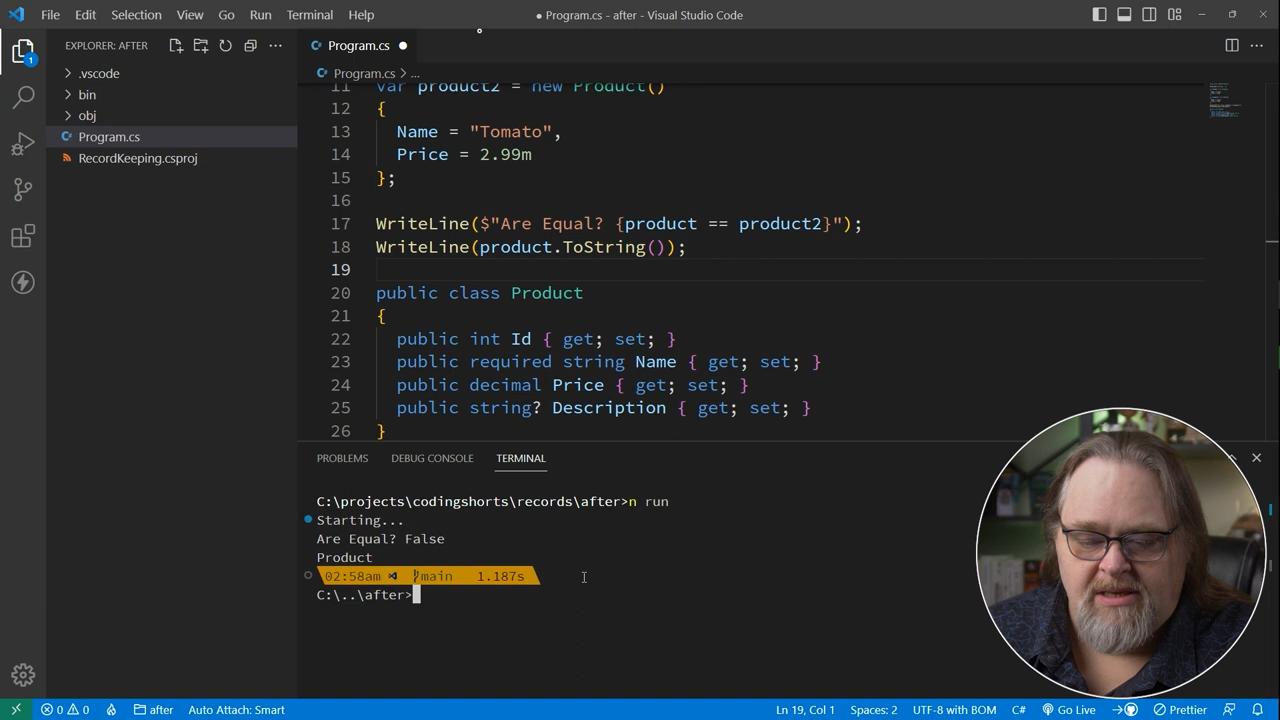 File Edit Selection View Go Run Terminal Help ● Program.cs - after - Visual Studio Code
EXPLORER: AFTER
Program.cs
.vscode
Program.cs > ...
bin
obj
Program.cs
RecordKeeping.csproj
1
11 var product2 = new Product()
12 {
13 Name = "Tomato",
14 Price = 2.99m
15 };
16
17 WriteLine($"Are Equal? {product == product2}");
18 WriteLine(product.ToString());
19
20 public class Product
21 {
22 public int Id { get; set; }
23 public required string Name { get; set; }
24 public decimal Price { get; set; }
25 public string? Description { get; set; }
26 }
PROBLEMS DEBUG CONSOLE TERMINAL
C:\projects\codingshorts\records\after>n run
Starting...
Are Equal? False
Product
02:58am main 1.187s
C:\..\after>
0 0 after Auto Attach: Smart Ln 19, Col 1 Spaces: 2 UTF-8 with BOM C# Go Live Prettier